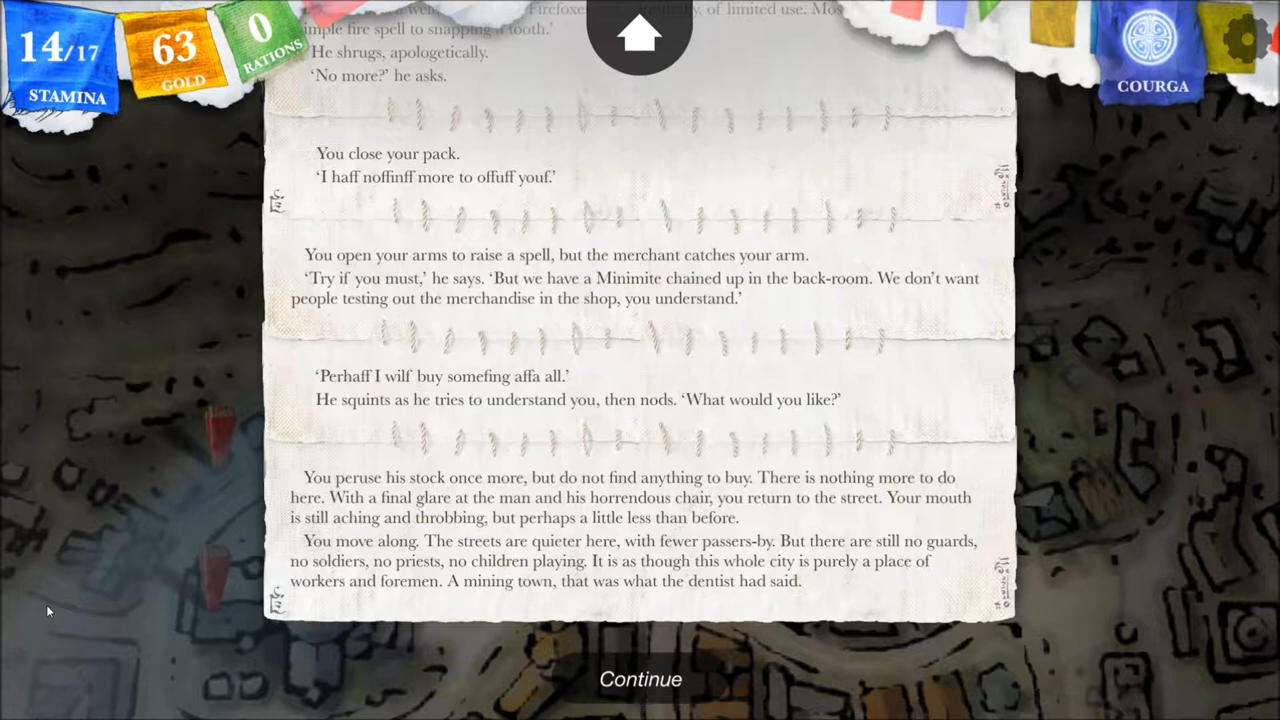 14/17
STAMINA
63
GOLD
0
RATIONS
COURGA
Firefoxes
, of limited use. Mos
imple fire spell to snapping a tooth.'
He shrugs, apologetically.
'No more?' he asks.
You close your pack.
'I haff noffinff more to offuff youf.'
You open your arms to raise a spell, but the merchant catches your arm.
'Try if you must,' he says. 'But we have a Minimite chained up in the back-room. We don't want
people testing out the merchandise in the shop, you understand.'
'Perhaff I wilf buy somefing affa all.'
He squints as he tries to understand you, then nods. 'What would you like?'
You peruse his stock once more, but do not find anything to buy. There is nothing more to do
here. With a final glare at the man and his horrendous chair, you return to the street. Your mouth
is still aching and throbbing, but perhaps a little less than before.
You move along. The streets are quieter here, with fewer passers-by. But there are still no guards,
no soldiers, no priests, no children playing. It is as though this whole city is purely a place of
workers and foremen. A mining town, that was what the dentist had said.
Continue